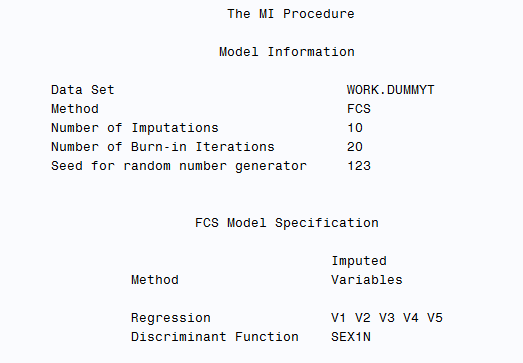 The MI Procedure
Model Information
Data Set WORK.DUMMYT
Method FCS
Number of Imputations 10
Number of Burn-in Iterations 20
Seed for random number generator 123
FCS Model Specification
Imputed
Method Variables
Regression V1 V2 V3 V4 V5
Discriminant Function SEX1N